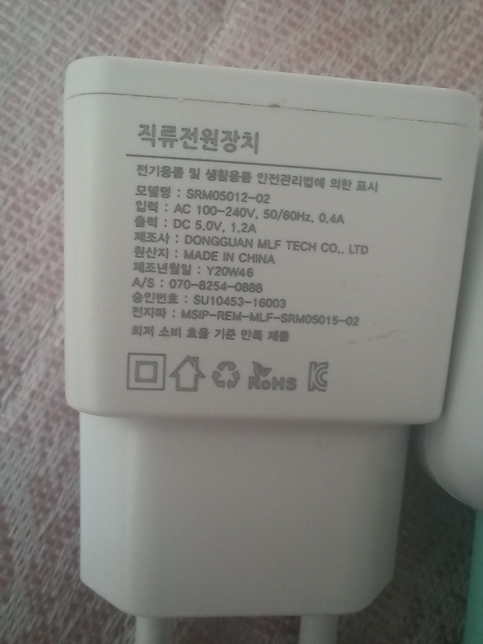 직류전원장치
전기용품 및 생활용품 안전관리법에 의한 표시
모델명 : SRM05012-02
입력 : AC 100-240V, 50/60Hz, 0.4A
출력 : DC 5.0V, 1.2A
제조사 : DONGGUAN MLF TECH CO., LTD
원산지 : MADE IN CHINA
제조년월일 : Y20W46
A/S : 070-8254-0888
승인번호 : SU10453-16003
전자파 : MSIP-REM-MLF-SRM05015-02
최저 소비 효율 기준 만족 제품
RoHS